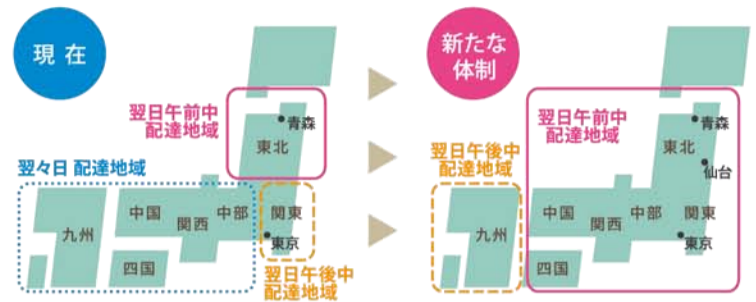 現在
翌日午前中
配達地域
青森
東北
翌々日 配達地域
九州
中国
関西
中部
関東
東京
四国
翌日午後中
配達地域
新たな
体制
翌日午前中
配達地域
青森
東北
仙台
翌日午後中
配達地域
九州
中国
関西
中部
関東
東京
四国